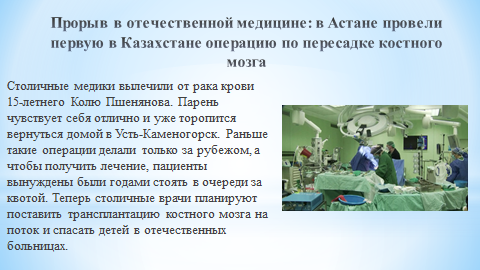 Прорыв в отечественной медицине: в Астане провели
первую в Казахстане операцию по пересадке костного
мозга
Столичные медики вылечили от рака крови
15-летнего Колю Пшенянова. Парень
чувствует себя отлично и уже торопится
вернуться домой в Усть-Каменогорск. Раньше
такие операции делали только за рубежом, а
чтобы получить лечение, пациенты
вынуждены были годами стоять в очереди за
квотой. Теперь столичные врачи планируют
поставить трансплантацию костного мозга на
поток и спасать детей в отечественных
больницах.